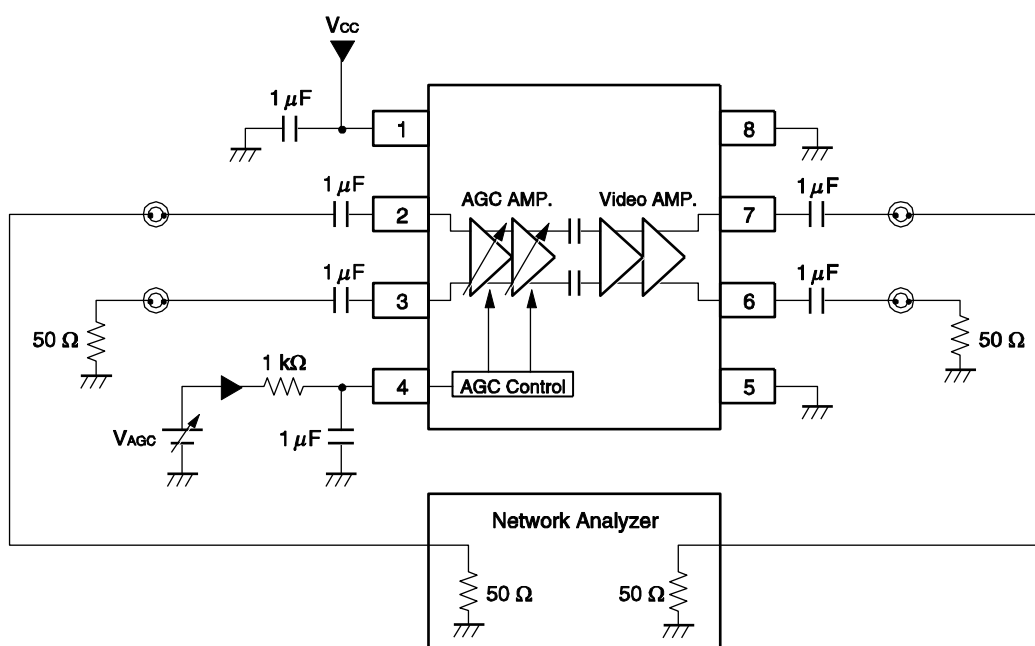 VCC
1 μF
1
8
1 μF
AGC AMP.
Video AMP.
1 μF
2
7
1 μF
1 μF
3
6
50 Ω
50 Ω
1 kΩ
4
AGC Control
5
VAGC
1 μF
Network Analyzer
50 Ω
50 Ω